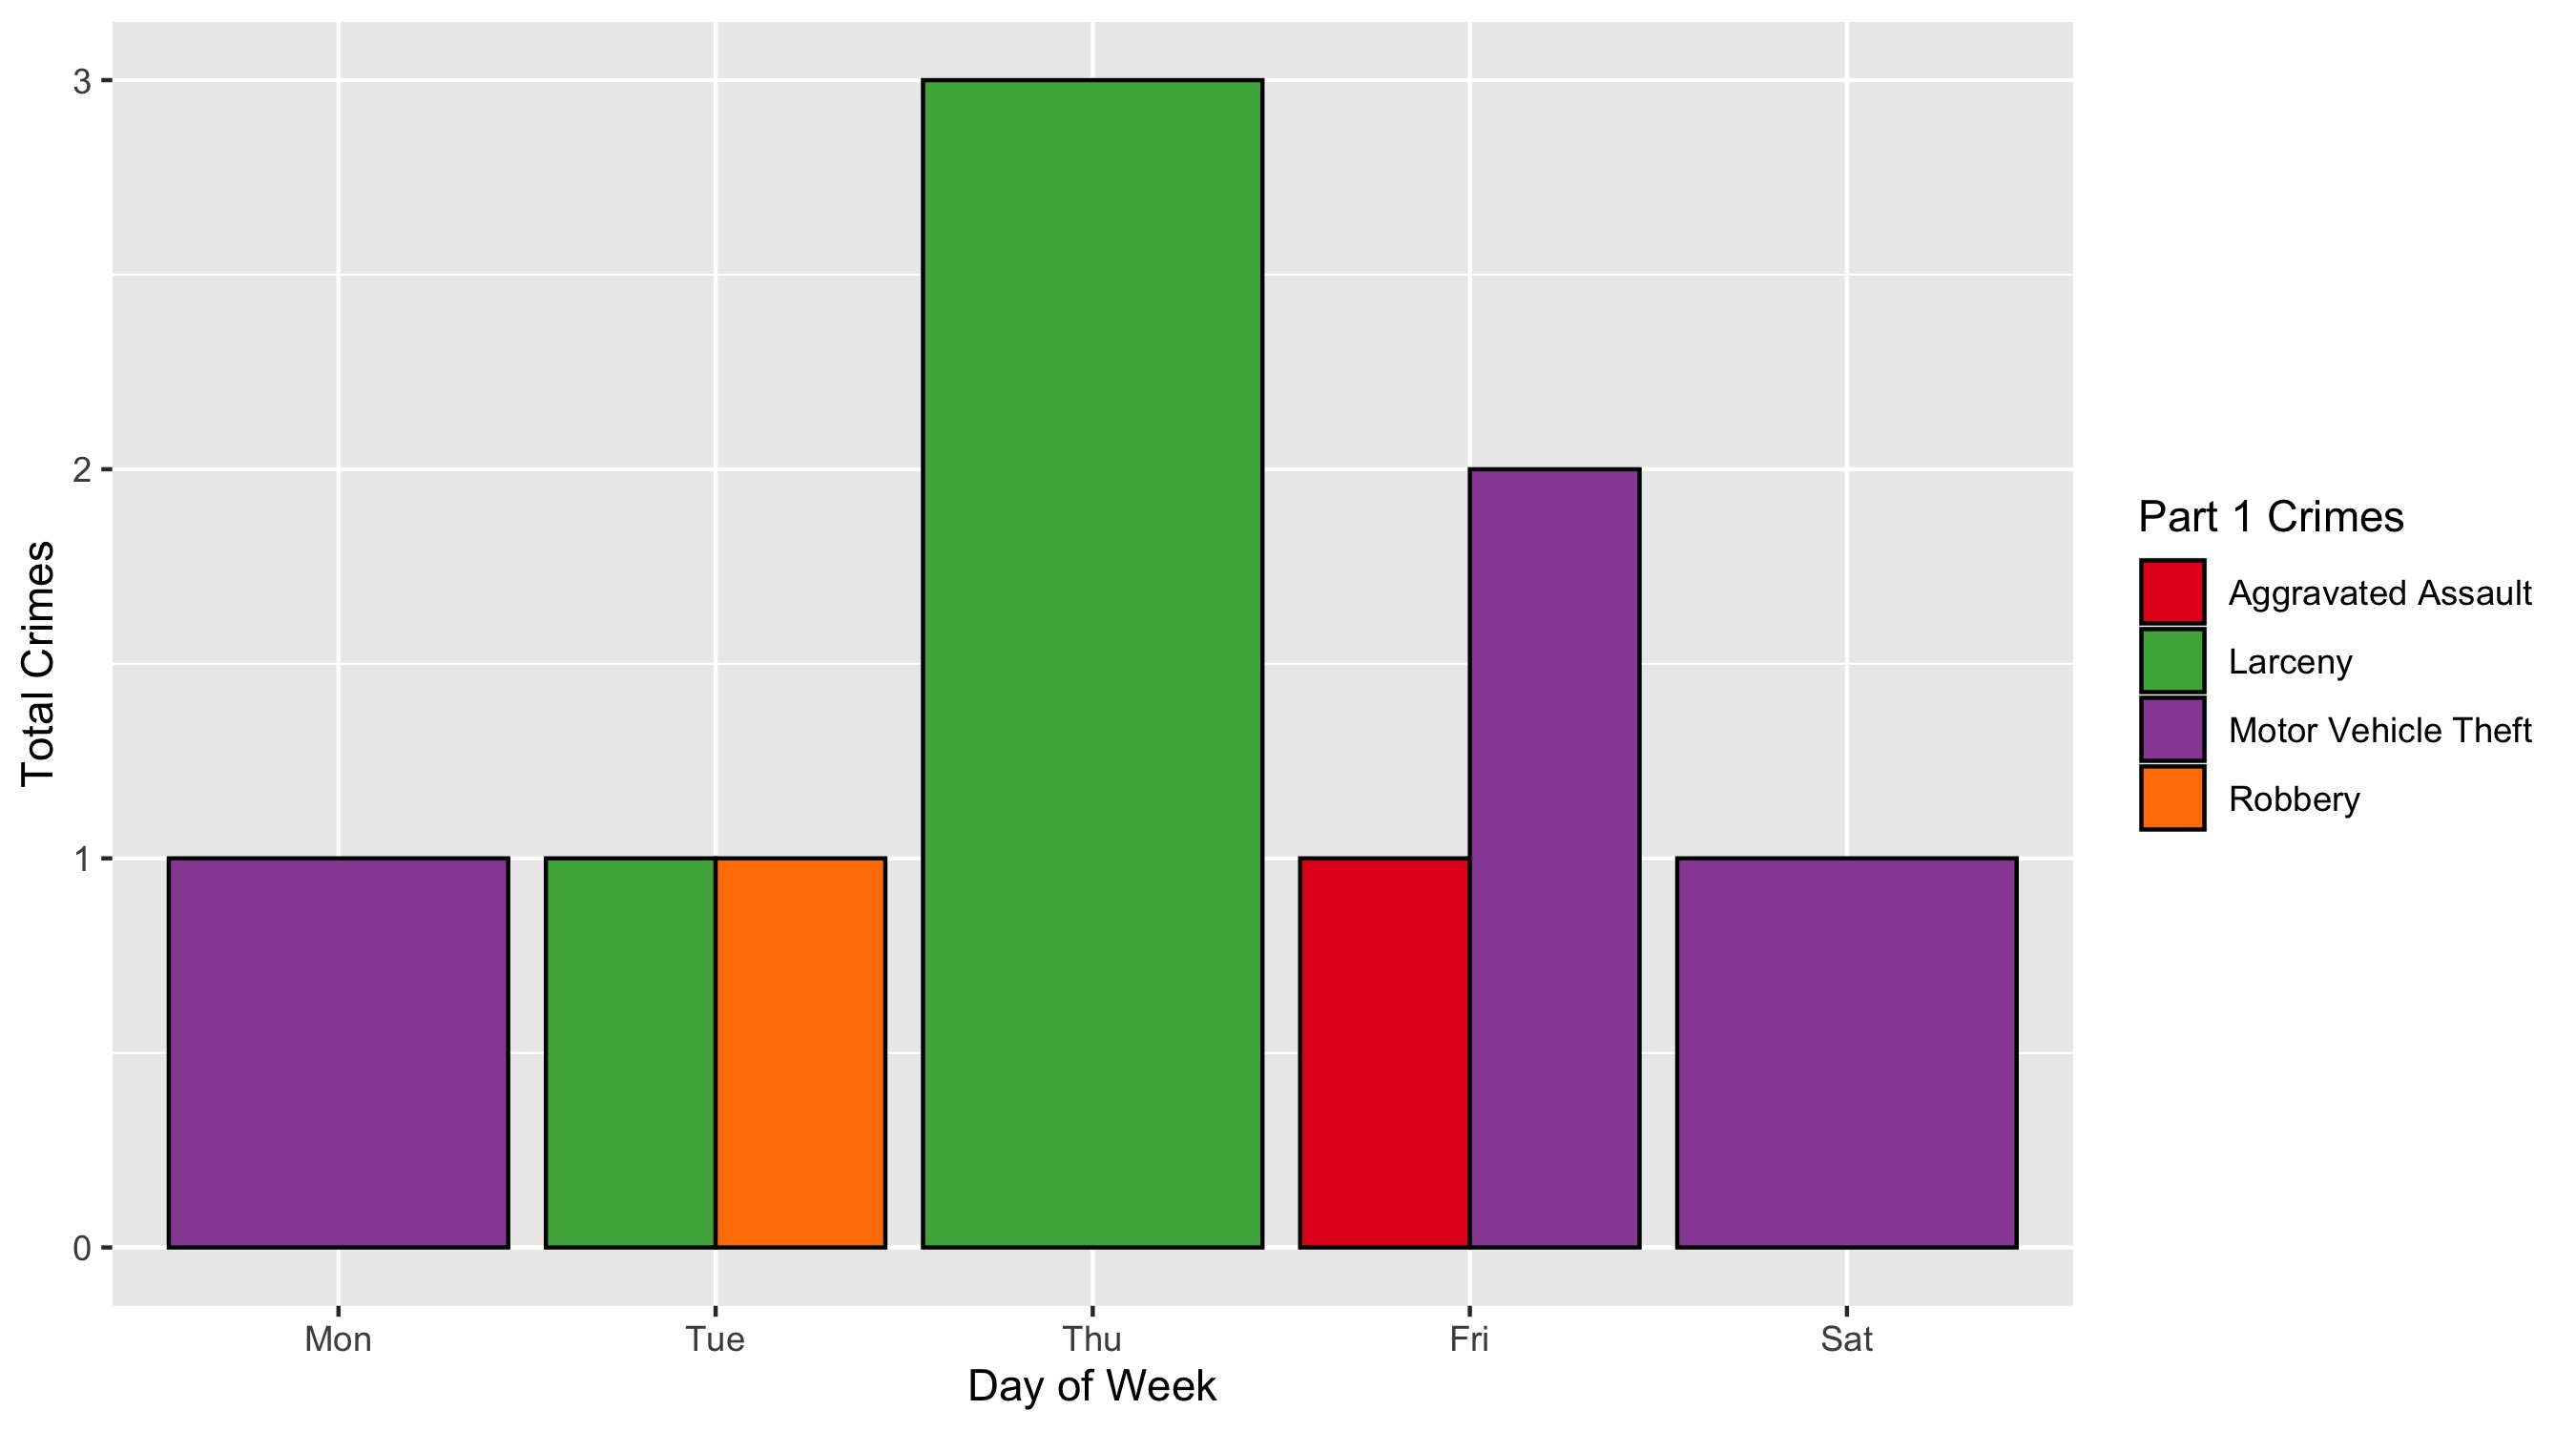 Total Crimes
3
2
1
0
Mon Tue Thu Fri Sat
Day of Week
Part 1 Crimes
Aggravated Assault
Larceny
Motor Vehicle Theft
Robbery